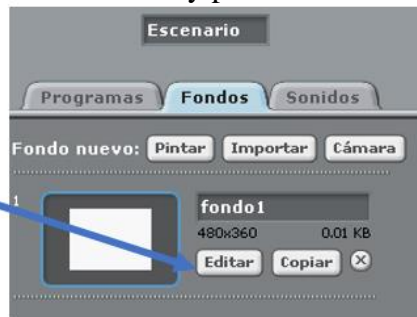 Escenario
Programas Fondos Sonidos
Fondo nuevo: Pintar Importar Cámara
1 fondo1
480x360 0.01 KB
Editar Copiar